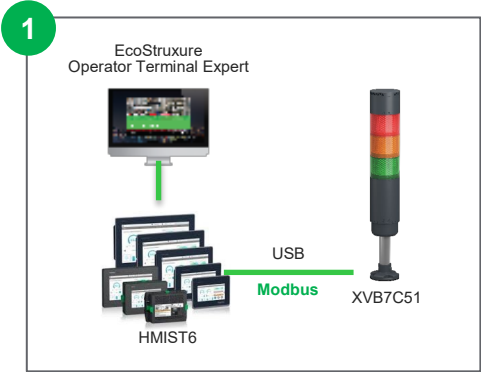 1
EcoStruxure
Operator Terminal Expert
USB
Modbus
XVB7C51
HMIST6